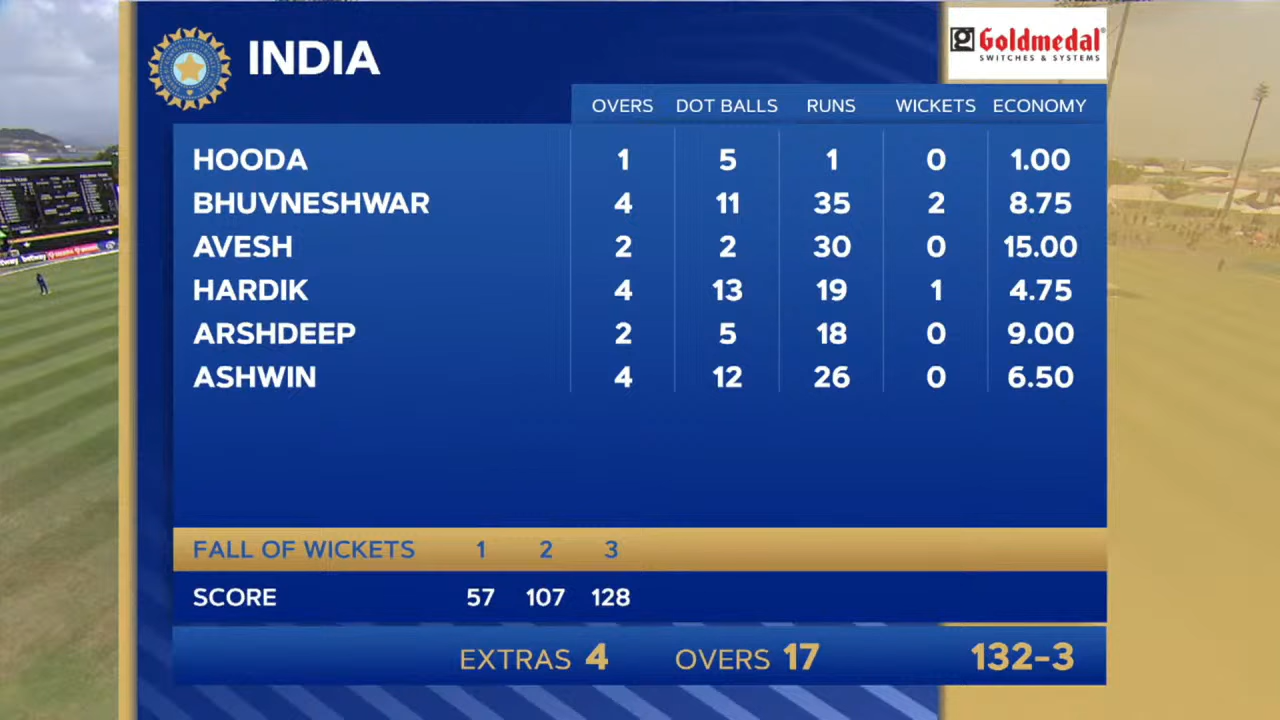 INDIA
Goldmedal
SWITCHES & SYSTEMS
OVERS DOT BALLS RUNS WICKETS ECONOMY
HOODA 1 5 1 0 1.00
BHUVNESHWAR 4 11 35 2 8.75
AVESH 2 2 30 0 15.00
HARDIK 4 13 19 1 4.75
ARSHDEEP 2 5 18 0 9.00
ASHWIN 4 12 26 0 6.50
FALL OF WICKETS 1 2 3
SCORE 57 107 128
EXTRAS 4 OVERS 17 132-3